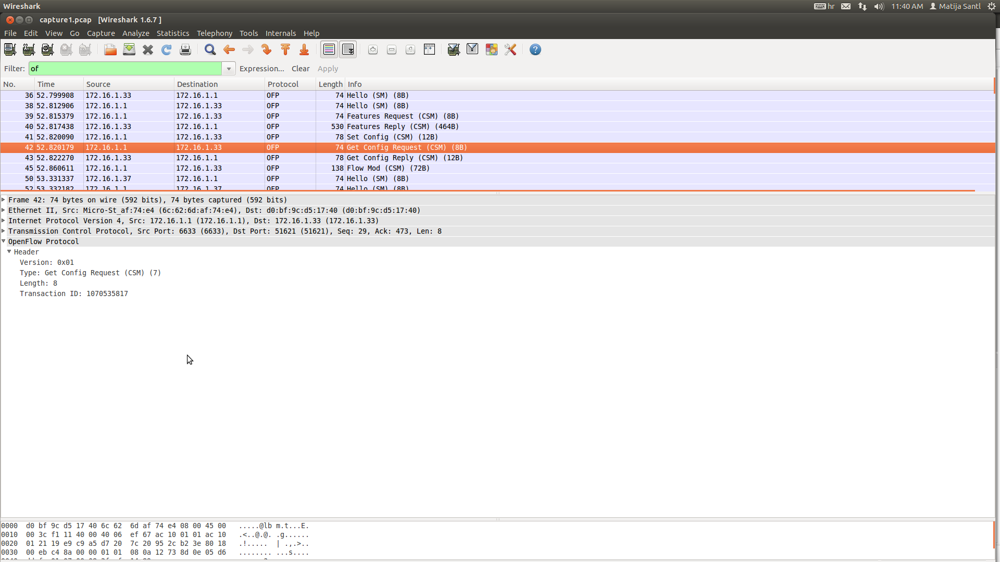 Wireshark hr 11:40 AM Matija Santl
capture1.pcap [Wireshark 1.6.7 ]
File Edit View Go Capture Analyze Statistics Telephony Tools Internals Help
Filter: of Expression... Clear Apply
No. Time Source Destination Protocol Length Info
36 52.799908 172.16.1.33 172.16.1.1 OFP 74 Hello (SM) (8B)
38 52.812906 172.16.1.1 172.16.1.33 OFP 74 Hello (SM) (8B)
39 52.815379 172.16.1.1 172.16.1.33 OFP 74 Features Request (CSM) (8B)
40 52.817438 172.16.1.33 172.16.1.1 OFP 530 Features Reply (CSM) (464B)
41 52.820090 172.16.1.1 172.16.1.33 OFP 78 Set Config (CSM) (12B)
42 52.820179 172.16.1.1 172.16.1.33 OFP 74 Get Config Request (CSM) (8B)
43 52.822270 172.16.1.33 172.16.1.1 OFP 78 Get Config Reply (CSM) (12B)
45 52.860611 172.16.1.1 172.16.1.33 OFP 138 Flow Mod (CSM) (72B)
50 53.331337 172.16.1.37 172.16.1.1 OFP 74 Hello (SM) (8B)
52 53.332182 172.16.1.1 172.16.1.37 OFP 74 Hello (SM) (8B)
Frame 42: 74 bytes on wire (592 bits), 74 bytes captured (592 bits)
Ethernet II, Src: Micro-St_af:74:e4 (6c:62:6d:af:74:e4), Dst: d0:bf:9c:d5:17:40 (d0:bf:9c:d5:17:40)
Internet Protocol Version 4, Src: 172.16.1.1 (172.16.1.1), Dst: 172.16.1.33 (172.16.1.33)
Transmission Control Protocol, Src Port: 6633 (6633), Dst Port: 51621 (51621), Seq: 29, Ack: 473, Len: 8
OpenFlow Protocol
Header
Version: 0x01
Type: Get Config Request (CSM) (7)
Length: 8
Transaction ID: 1070535817
0000 d0 bf 9c d5 17 40 6c 62 6d af 74 e4 08 00 45 00 .....@lb m.t...E.
0010 00 3c f1 11 40 00 40 06 ef 67 ac 10 01 01 ac 10 .<..@.@. .g......
0020 01 21 19 e9 c9 a5 d7 20 7c 20 95 2c b2 3e 80 18 .!..... | .,.>..
0030 00 eb c4 8a 00 00 01 01 08 0a 12 73 8d 0e 05 d6 ........ ...s....